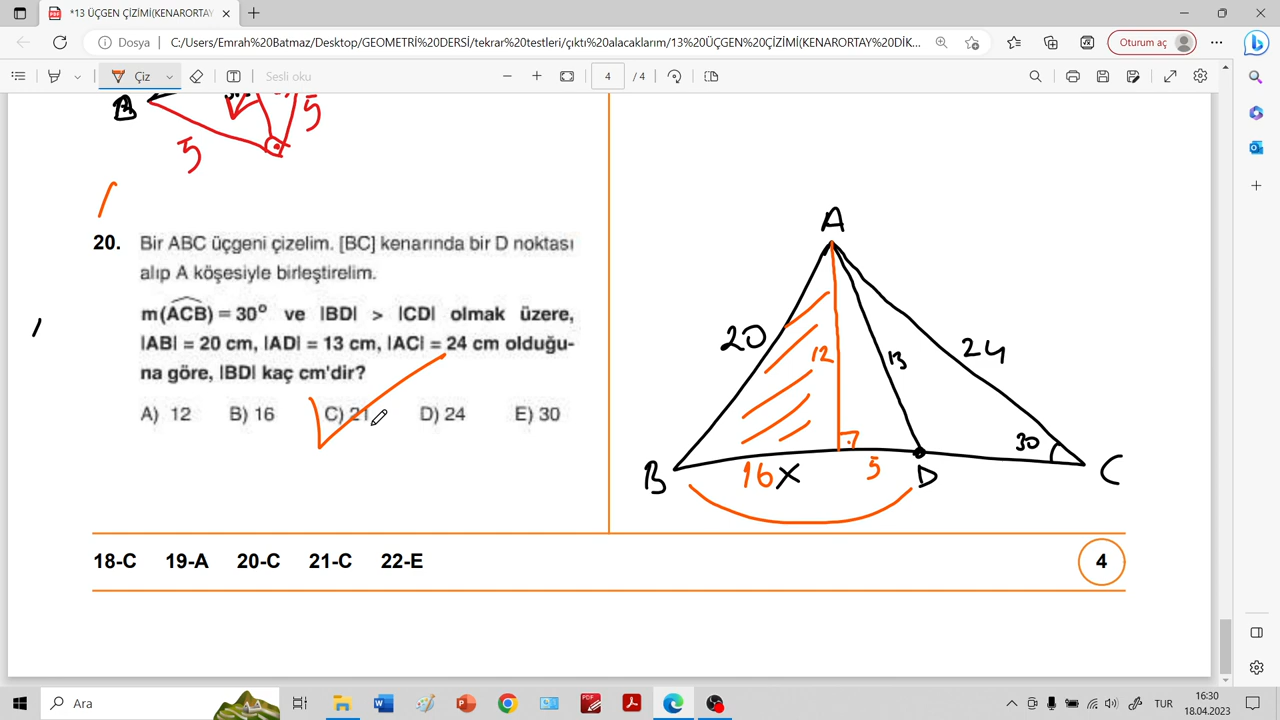 *13 ÜÇGEN ÇİZİMİ(KENARORTAY
Dosya
C:/Users/Emrah%20Batmaz/Desktop/GEOMETRİ%20DERSİ/tekrar%20testleri/çıktı%20alacaklarım/13%20ÜÇGEN%20ÇİZİMİ(KENARORTAY%20DİK...
Oturum aç
Çiz
Sesli oku
4 / 4
B
5
5
20. Bir ABC üçgeni çizelim. [BC] kenarında bir D noktası
alıp A köşesiyle birleştirelim.
m(ACB) = 30° ve |BD| > |CD| olmak üzere,
|AB| = 20 cm, |AD| = 13 cm, |AC| = 24 cm olduğu-
na göre, |BD| kaç cm'dir?
A) 12 B) 16 C) 21 D) 24 E) 30
A
20
12
13
24
30
B
16
X
5
D
C
18-C 19-A 20-C 21-C 22-E
4
Ara
TUR
16:30
18.04.2023